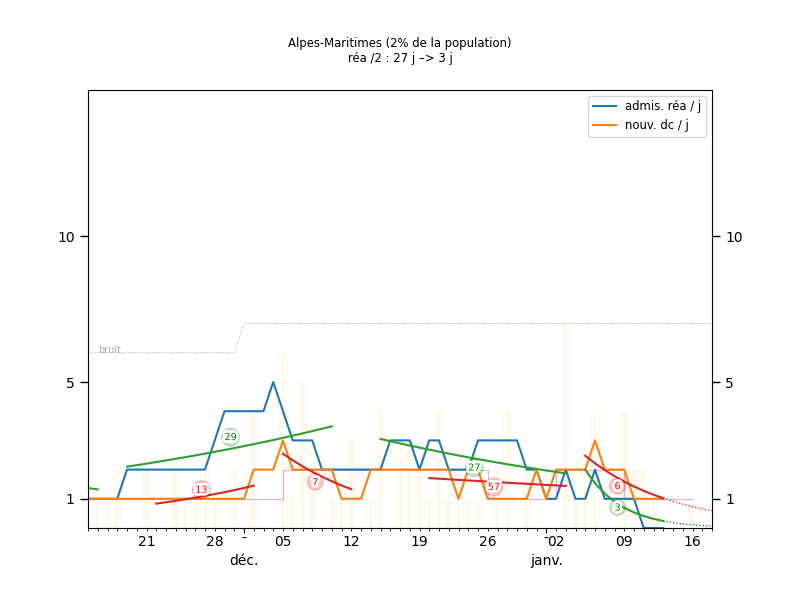 Alpes-Maritimes (2% de la population)
réa /2 : 27 j –> 3 j
admis. réa / j
nouv. dc / j
10 10
bruit
5 5
29
27
13
7
57
6
3
1 1
21 28 - 05 12 19 26 - 02 09 16
déc. janv.